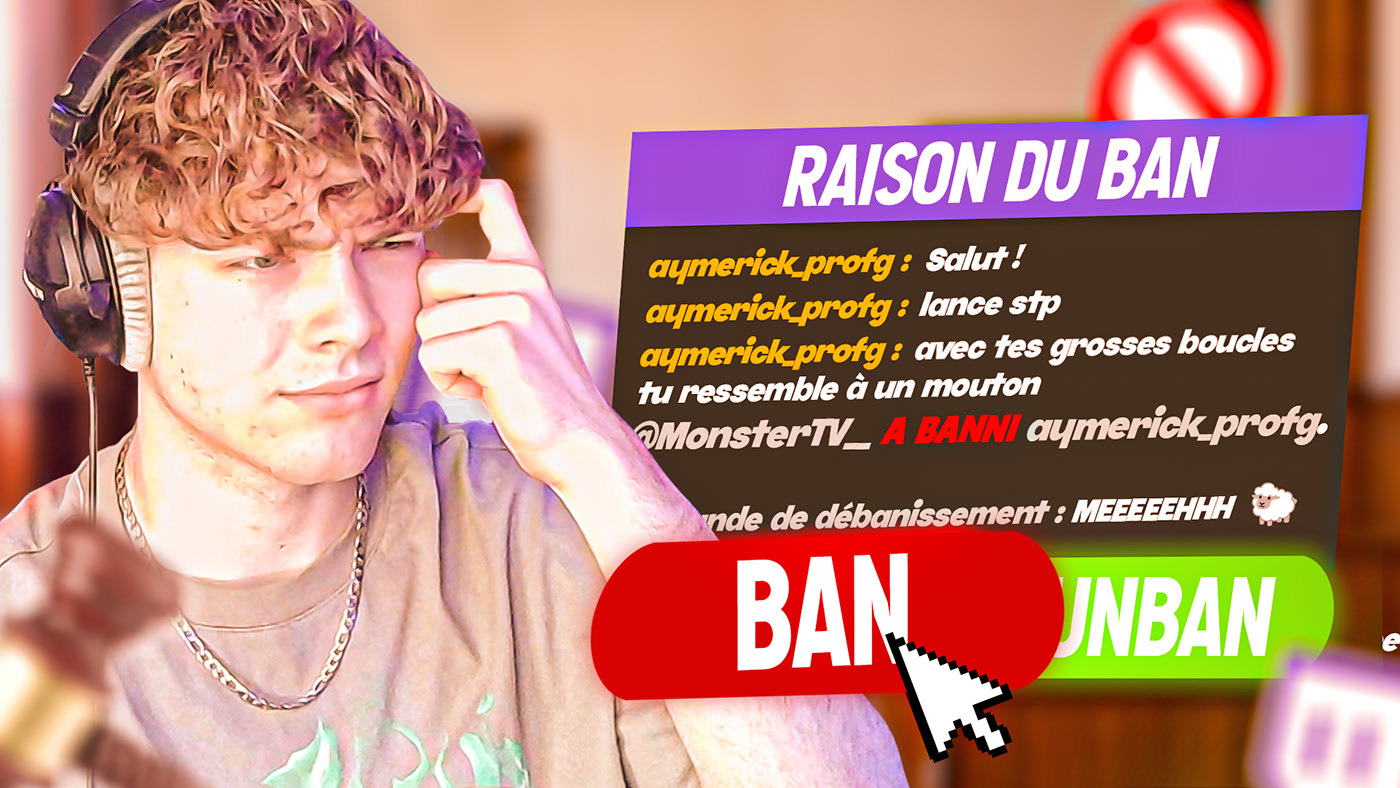 RAISON DU BAN
aymerick_profg : Salut !
aymerick_profg : lance stp
aymerick_profg : avec tes grosses boucles
tu ressemble à un mouton
@MonsterTV_ A BANNI aymerick_profg.
de débanissement : MEEEEEHHH
BAN
UNBAN